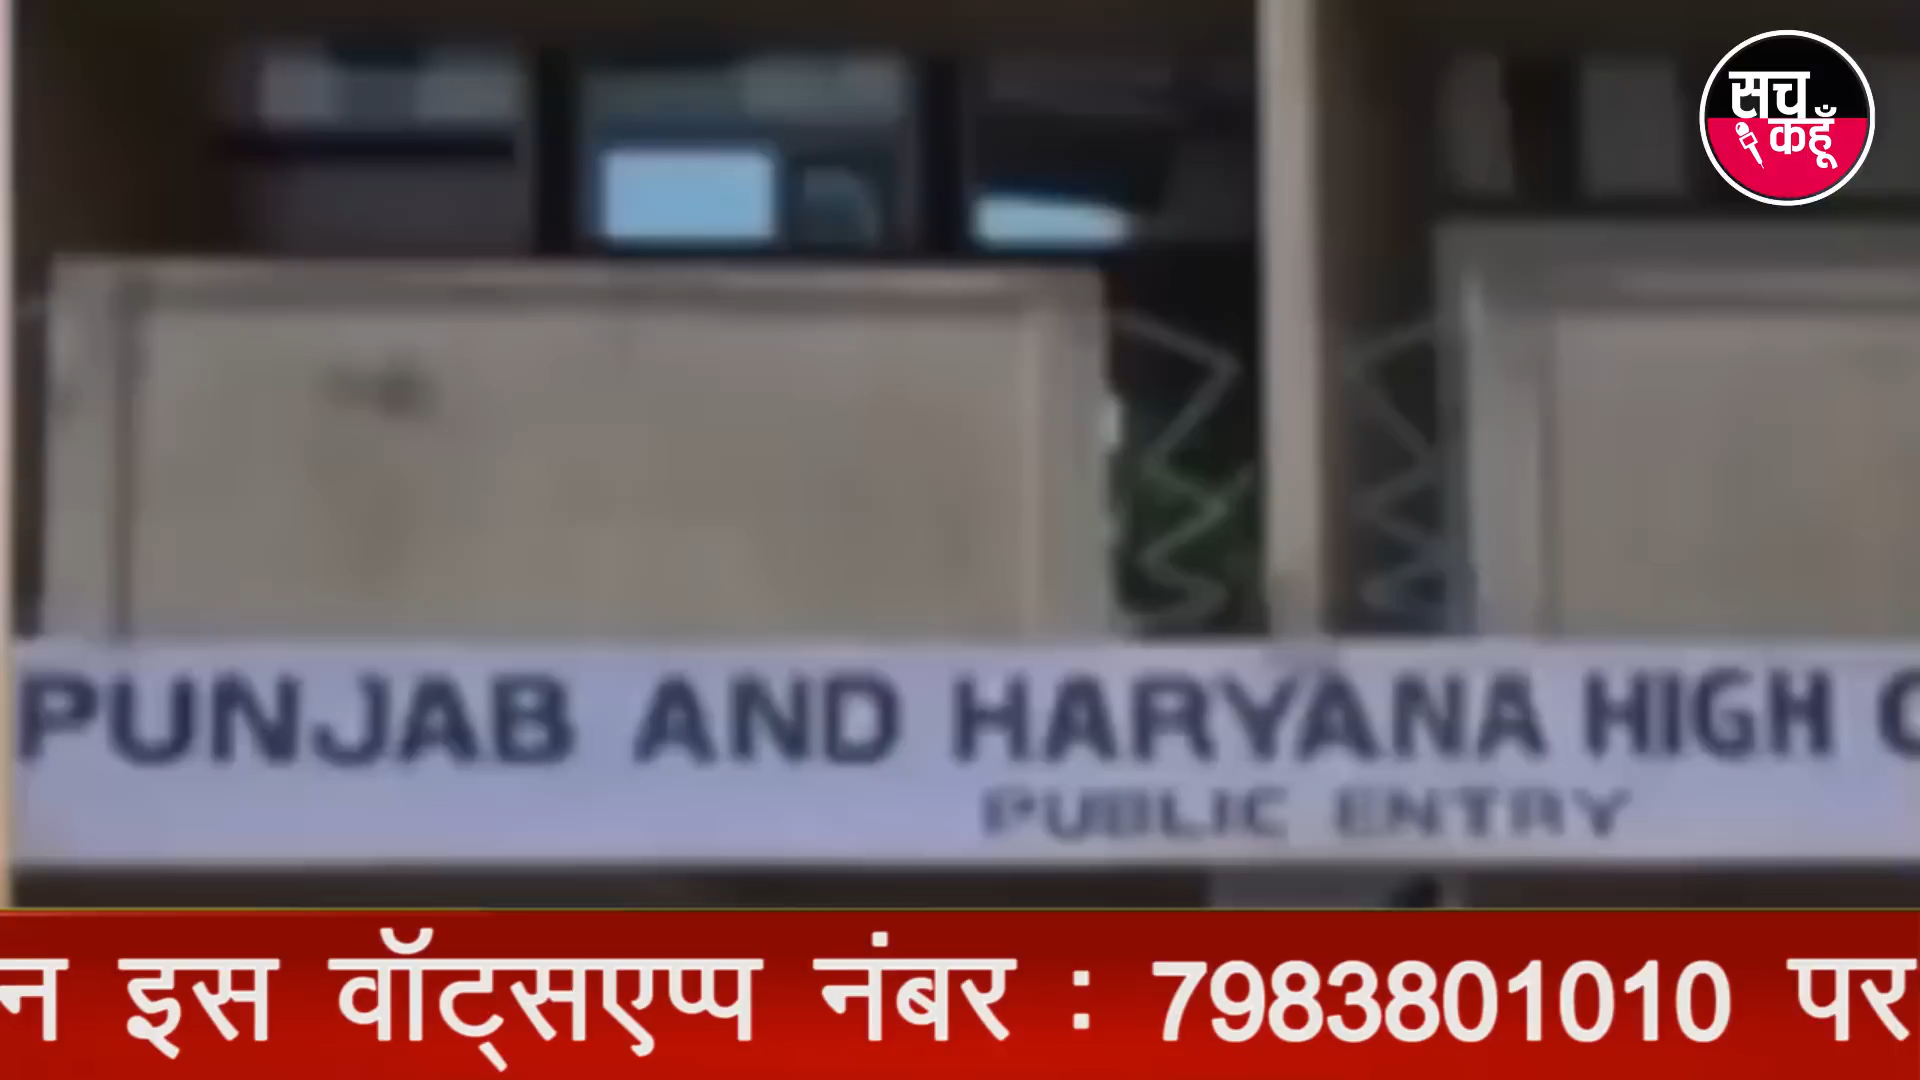 सच
कहूँ
PUNJAB AND HARYANA HIGH
PUBLIC ENTRY
न इस वॉट्सएप्प नंबर : 7983801010 पर